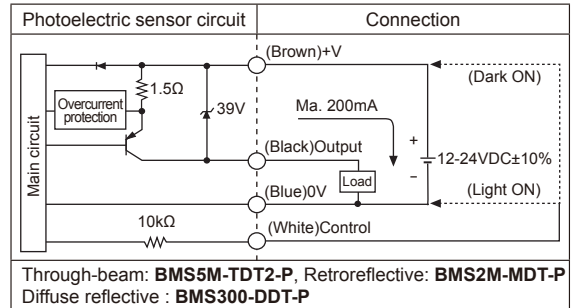 Photoelectric sensor circuit
Connection
(Brown)+V
(Dark ON)
1.5Ω
Overcurrent
protection
39V
Ma. 200mA
Main circuit
(Black)Output
+
12-24VDC±10%
Load
−
(Light ON)
(Blue)0V
10kΩ
(White)Control
Through-beam: BMS5M-TDT2-P, Retroreflective: BMS2M-MDT-P
Diffuse reflective : BMS300-DDT-P